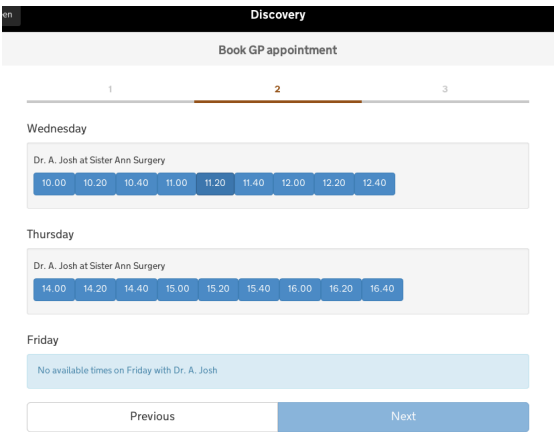 een
Discovery
Book GP appointment
1 2 3
Wednesday
Dr. A. Josh at Sister Ann Surgery
10.00 10.20 10.40 11.00 11.20 11.40 12.00 12.20 12.40
Thursday
Dr. A. Josh at Sister Ann Surgery
14.00 14.20 14.40 15.00 15.20 15.40 16.00 16.20 16.40
Friday
No available times on Friday with Dr. A. Josh
Previous Next